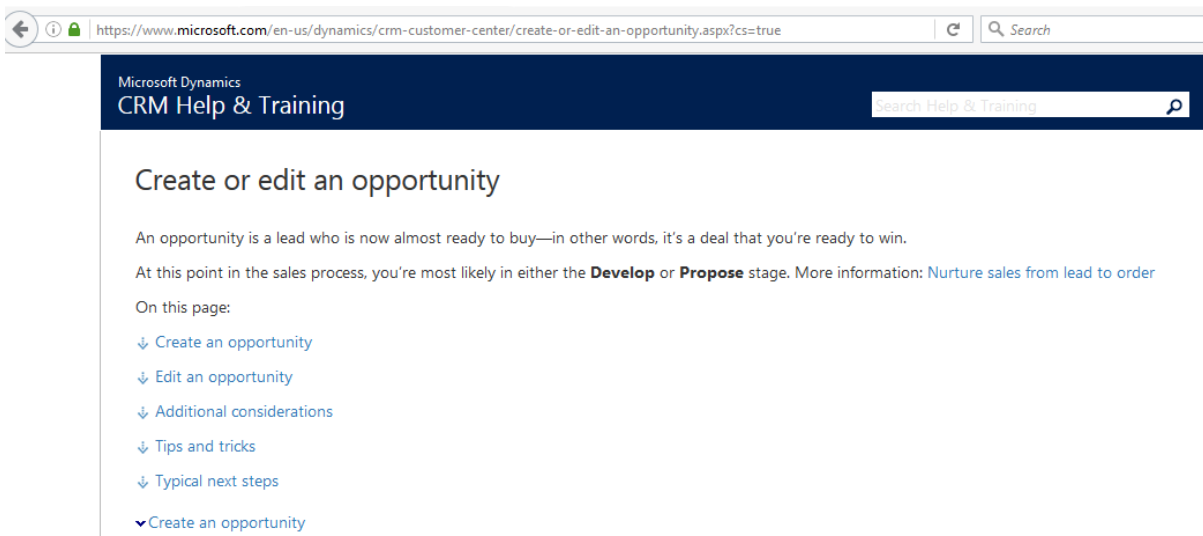 https://www.microsoft.com/en-us/dynamics/crm-customer-center/create-or-edit-an-opportunity.aspx?cs=true
Search
Microsoft Dynamics
CRM Help & Training
Search Help & Training
Create or edit an opportunity
An opportunity is a lead who is now almost ready to buy—in other words, it's a deal that you're ready to win.
At this point in the sales process, you're most likely in either the Develop or Propose stage. More information: Nurture sales from lead to order
On this page:
Create an opportunity
Edit an opportunity
Additional considerations
Tips and tricks
Typical next steps
Create an opportunity